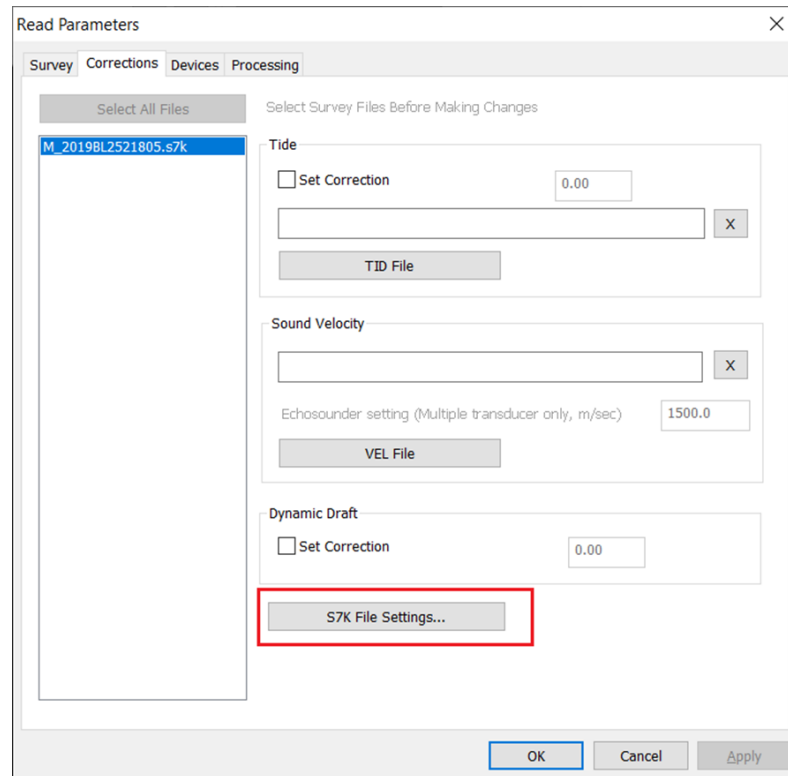 Read Parameters
Survey Corrections Devices Processing
Select All Files
Select Survey Files Before Making Changes
M_2019BL2521805.s7k
Tide
Set Correction 0.00
X
TID File
Sound Velocity
X
Echosounder setting (Multiple transducer only, m/sec) 1500.0
VEL File
Dynamic Draft
Set Correction 0.00
S7K File Settings...
OK Cancel Apply